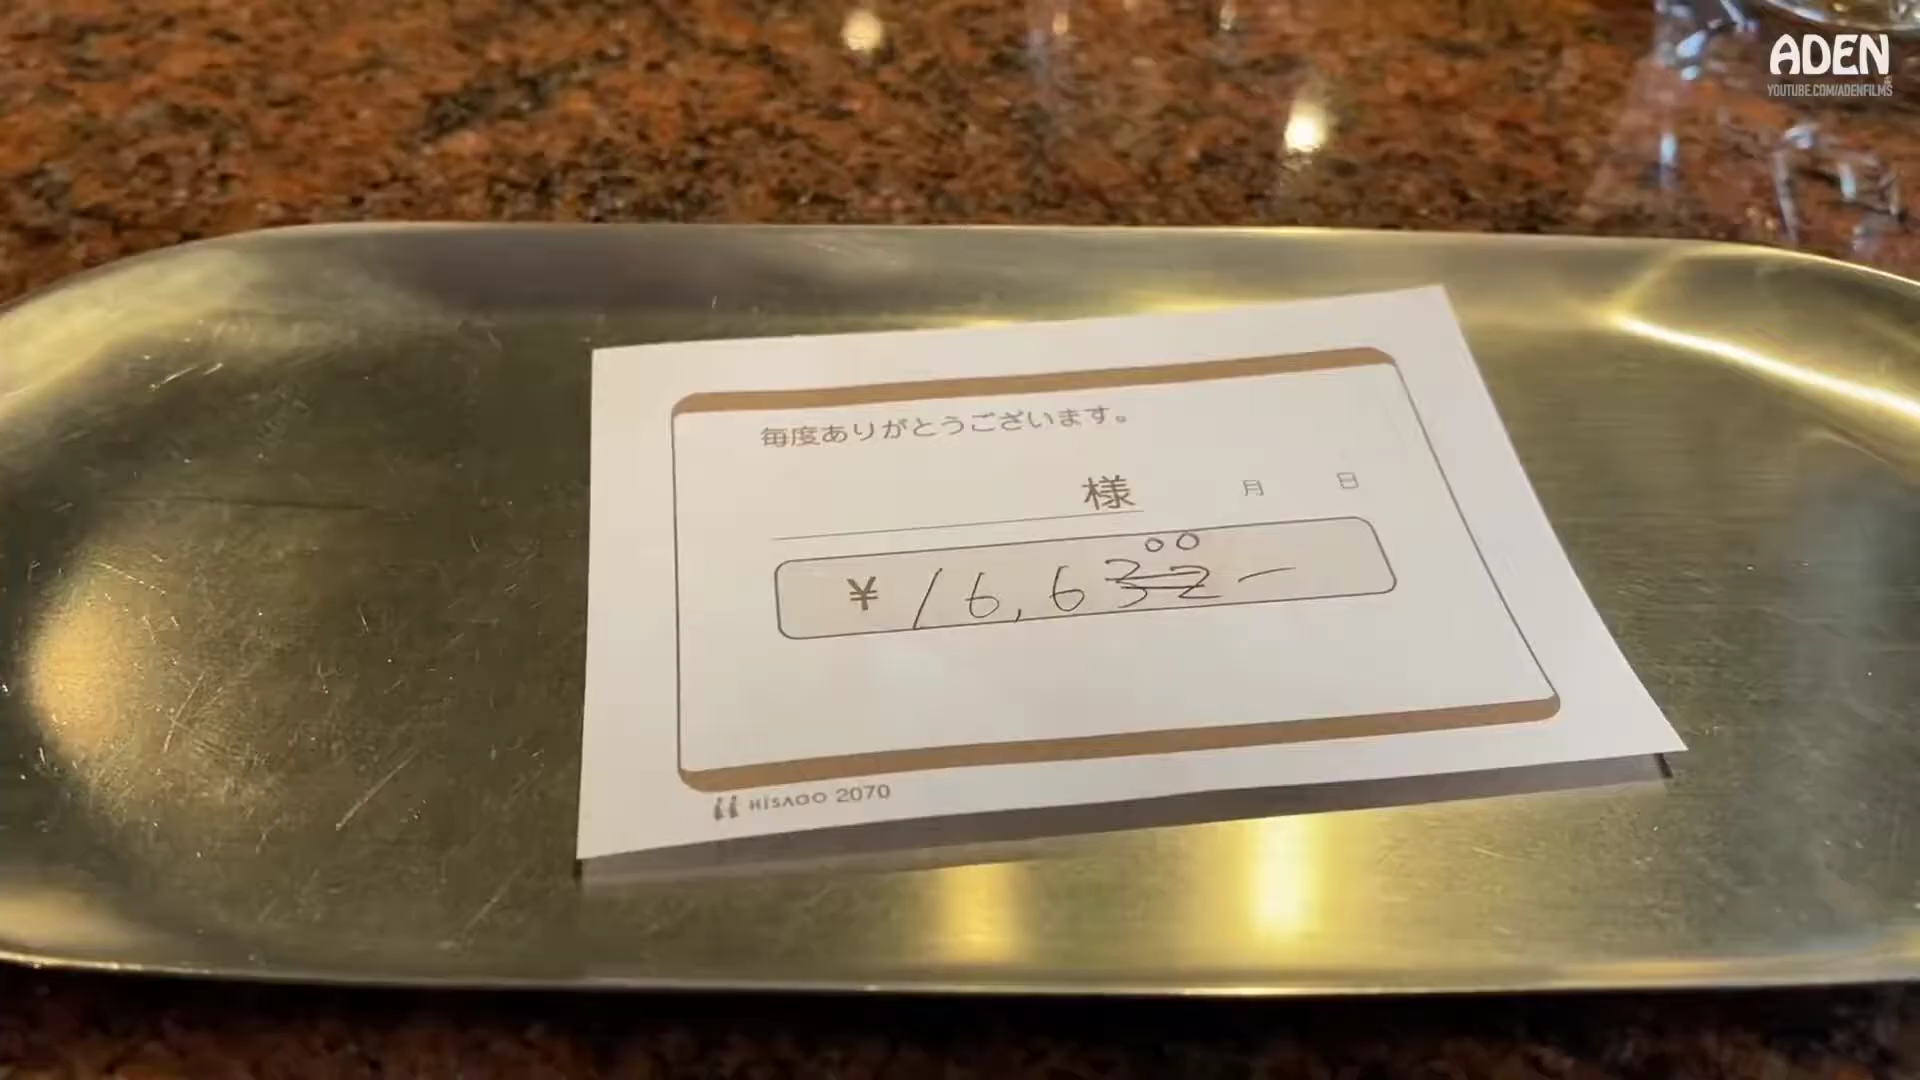 ADEN
YOUTUBE.COM/ADENFILMS
毎度ありがとうございます。
様 月 日
00
¥ 16,632-
HISAGO 2070